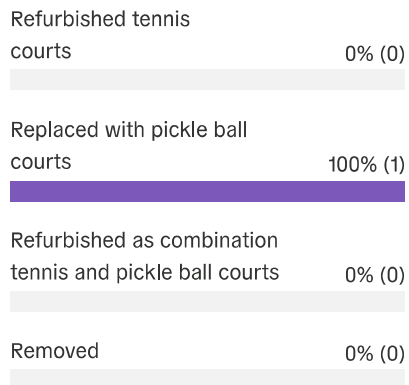 Refurbished tennis
courts 0% (0)
Replaced with pickle ball
courts 100% (1)
Refurbished as combination
tennis and pickle ball courts 0% (0)
Removed 0% (0)